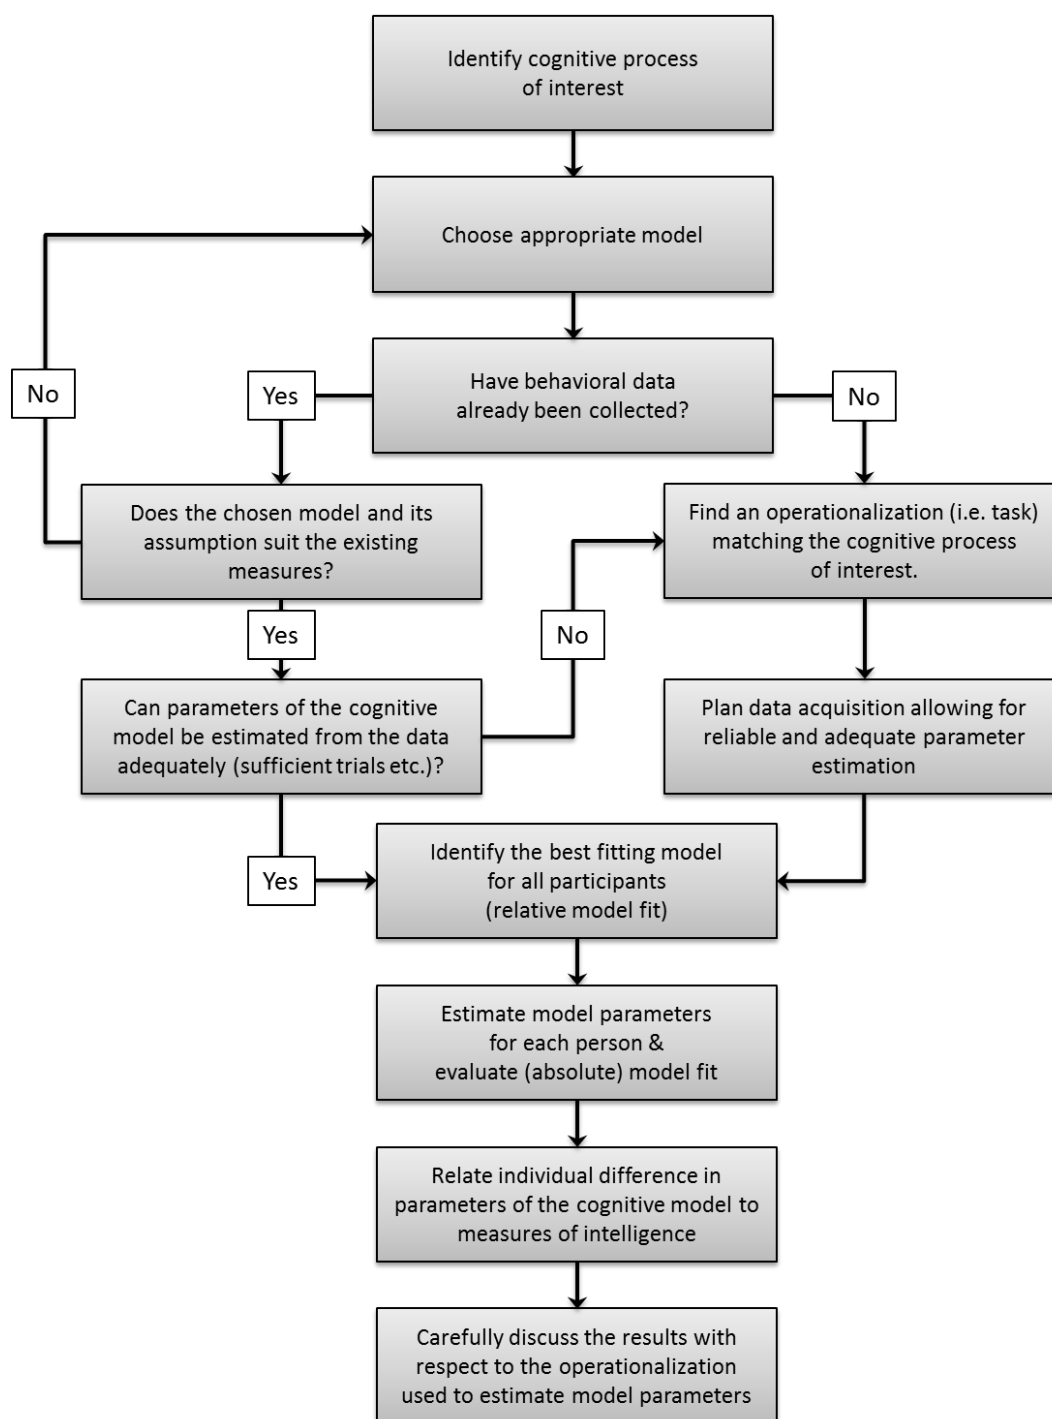 Identify cognitive process
of interest
Choose appropriate model
Have behavioral data
already been collected?
No
Yes
No
Does the chosen model and its
assumption suit the existing
measures?
Find an operationalization (i.e. task)
matching the cognitive process
of interest.
Yes
No
Can parameters of the cognitive
model be estimated from the data
adequately (sufficient trials etc.)?
Plan data acquisition allowing for
reliable and adequate parameter
estimation
Yes
Identify the best fitting model
for all participants
(relative model fit)
Estimate model parameters
for each person &
evaluate (absolute) model fit
Relate individual difference in
parameters of the cognitive model to
measures of intelligence
Carefully discuss the results with
respect to the operationalization
used to estimate model parameters